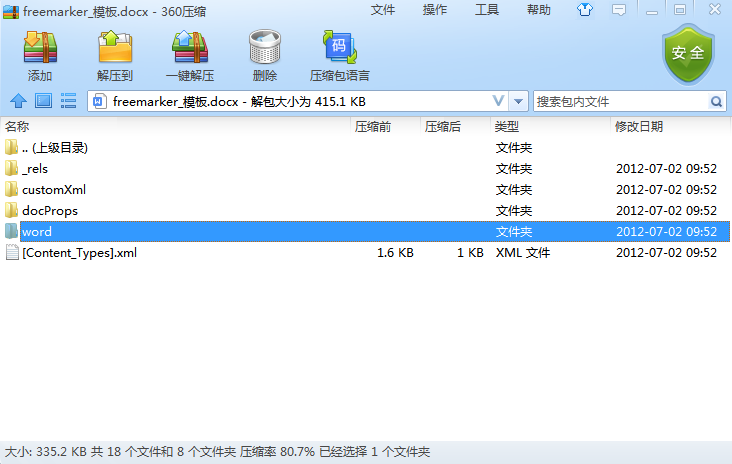 freemarker_模板.docx - 360压缩 文件 操作 工具 帮助
添加 解压到 一键解压 删除 码 压缩包语言 安全
freemarker_模板.docx - 解包大小为 415.1 KB 搜索包内文件
名称 压缩前 压缩后 类型 修改日期
.. (上级目录) 文件夹
_rels 文件夹 2012-07-02 09:52
customXml 文件夹 2012-07-02 09:52
docProps 文件夹 2012-07-02 09:52
word 文件夹 2012-07-02 09:52
[Content_Types].xml 1.6 KB 1 KB XML 文件 2012-07-02 09:52
大小: 335.2 KB 共 18 个文件和 8 个文件夹 压缩率 80.7% 已经选择 1 个文件夹